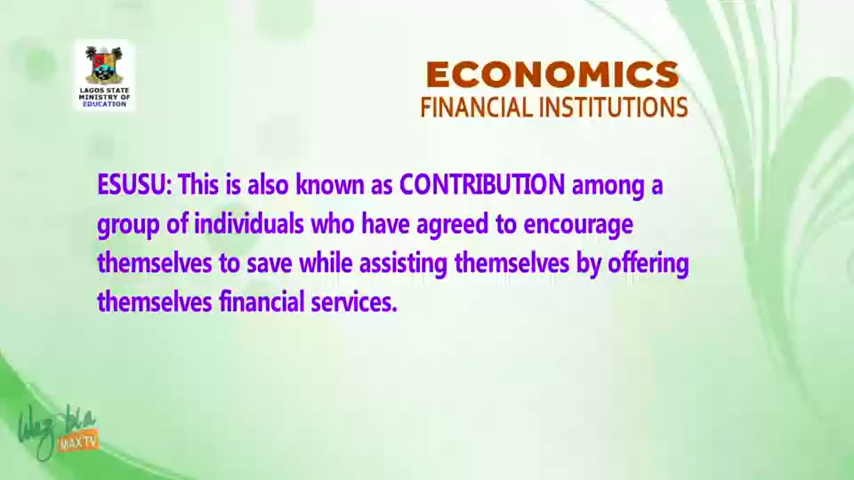 ECONOMICS
FINANCIAL INSTITUTIONS
LAGOS STATE
MINISTRY OF
EDUCATION
ESUSU: This is also known as CONTRIBUTION among a
group of individuals who have agreed to encourage
themselves to save while assisting themselves by offering
themselves financial services.
MAX TV